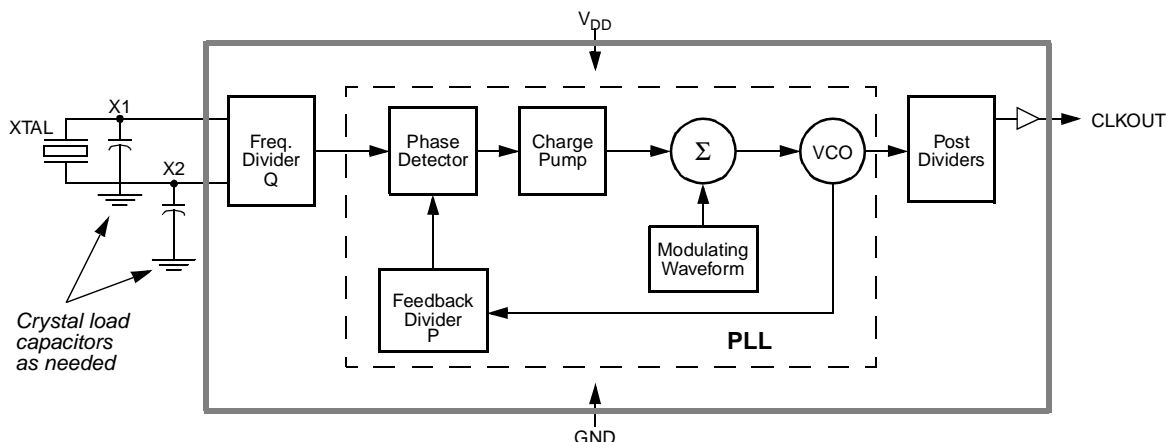 VDD
X1
XTAL
X2
Freq.
Divider
Q
Phase
Detector
Charge
Pump
Σ
VCO
Post
Dividers
CLKOUT
Modulating
Waveform
Feedback
Divider
P
PLL
Crystal load
capacitors
as needed
GND